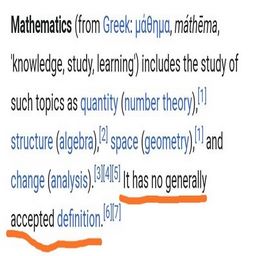 Mathematics (from Greek: μάθημα, máthēma,
'knowledge, study, learning') includes the study of
such topics as quantity (number theory),[1]
structure (algebra),[2] space (geometry),[1] and
change (analysis).[3][4][5] It has no generally
accepted definition.[6][7]